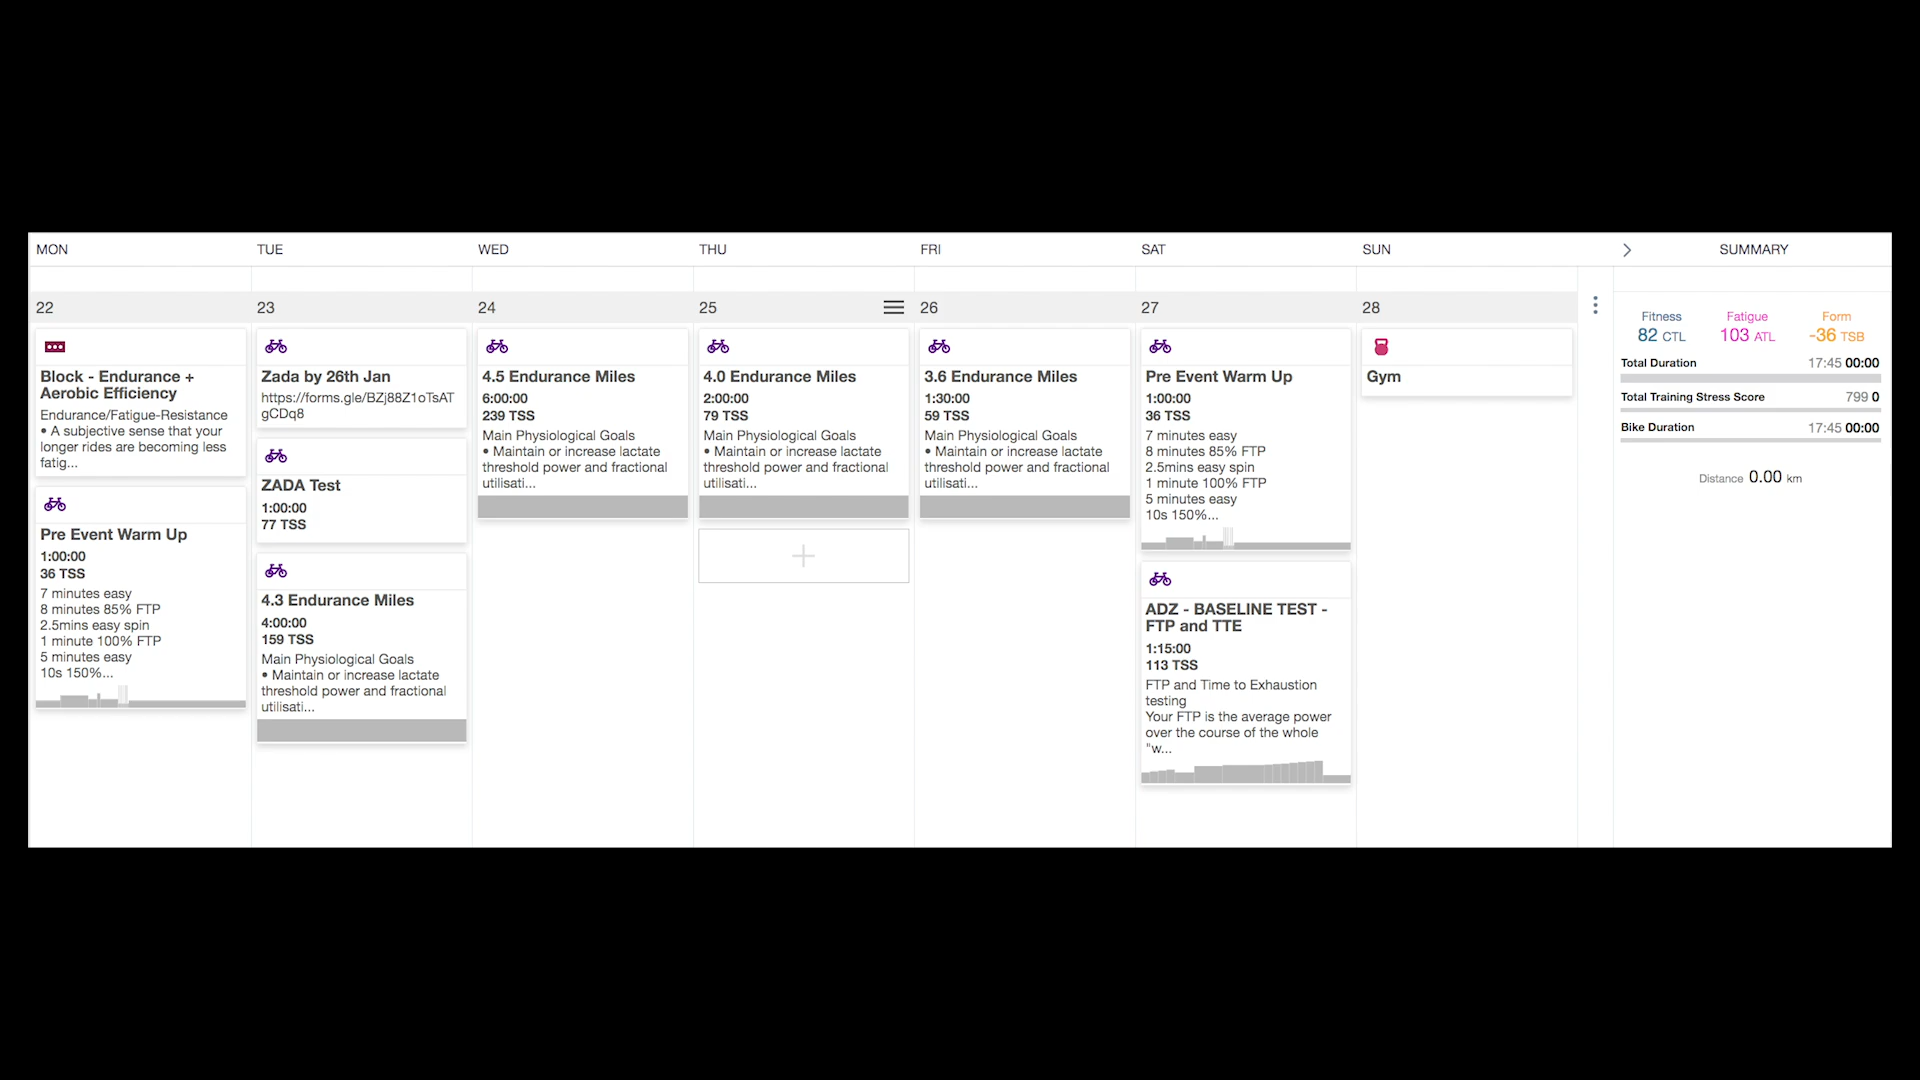 MON
TUE
WED
THU
FRI
SAT
SUN
SUMMARY
22
23
24
25
26
27
28
Block - Endurance +
Aerobic Efficiency
Endurance/Fatigue-Resistance
• A subjective sense that your
longer rides are becoming less
fatig...
Pre Event Warm Up
1:00:00
36 TSS
7 minutes easy
8 minutes 85% FTP
2.5mins easy spin
1 minute 100% FTP
5 minutes easy
10s 150%...
Zada by 26th Jan
https://forms.gle/BZj88Z1oTsAT
gCDq8
ZADA Test
1:00:00
77 TSS
4.3 Endurance Miles
4:00:00
159 TSS
Main Physiological Goals
• Maintain or increase lactate
threshold power and fractional
utilisati...
4.5 Endurance Miles
6:00:00
239 TSS
Main Physiological Goals
• Maintain or increase lactate
threshold power and fractional
utilisati...
4.0 Endurance Miles
2:00:00
79 TSS
Main Physiological Goals
• Maintain or increase lactate
threshold power and fractional
utilisati...
3.6 Endurance Miles
1:30:00
59 TSS
Main Physiological Goals
• Maintain or increase lactate
threshold power and fractional
utilisati...
Pre Event Warm Up
1:00:00
36 TSS
7 minutes easy
8 minutes 85% FTP
2.5mins easy spin
1 minute 100% FTP
5 minutes easy
10s 150%...
ADZ - BASELINE TEST -
FTP and TTE
1:15:00
113 TSS
FTP and Time to Exhaustion
testing
Your FTP is the average power
over the course of the whole
"w...
Gym
Fitness Fatigue Form
82 CTL 103 ATL -36 TSB
Total Duration 17:45 00:00
Total Training Stress Score 799 0
Bike Duration 17:45 00:00
Distance 0.00 km